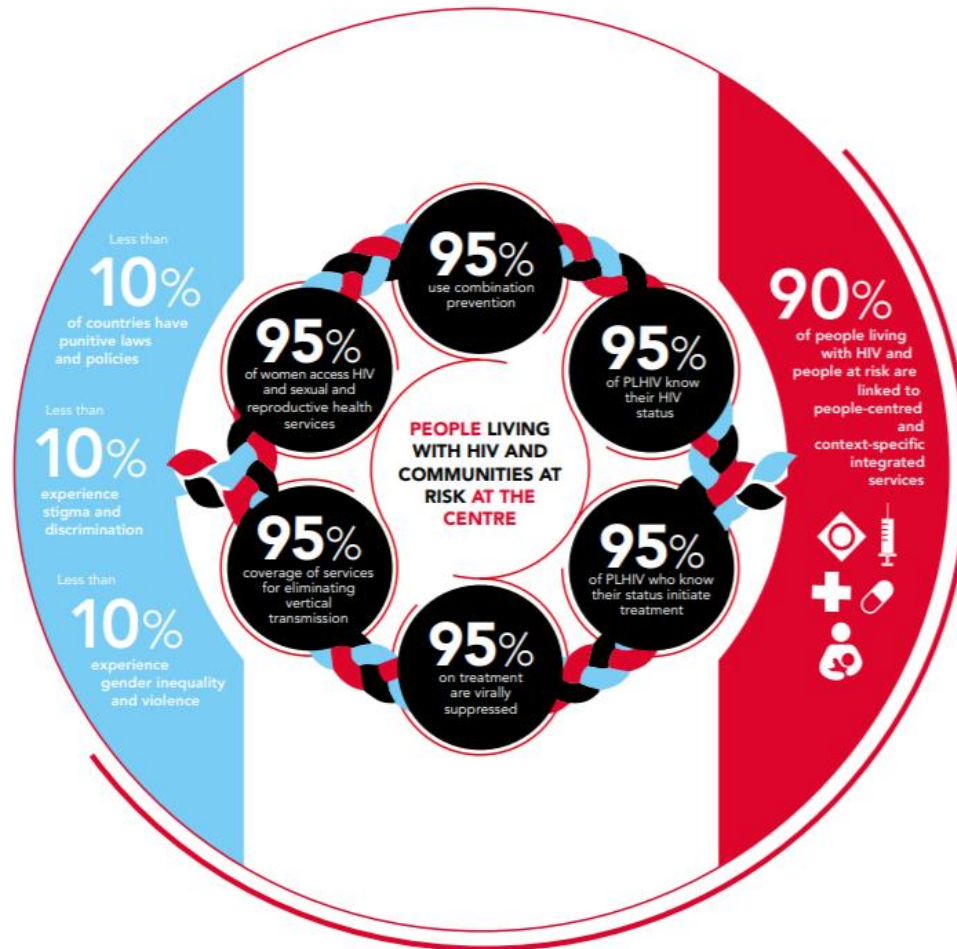 Less than
10%
of countries have
punitive laws
and policies
Less than
10%
experience
stigma and
discrimination
Less than
10%
experience
gender inequality
and violence
95%
use combination
prevention
95%
of PLHIV know
their HIV
status
95%
of PLHIV who know
their status initiate
treatment
95%
on treatment
are virally
suppressed
95%
coverage of services
for eliminating
vertical
transmission
95%
of women access HIV
and sexual and
reproductive health
services
PEOPLE LIVING
WITH HIV AND
COMMUNITIES AT
RISK AT THE
CENTRE
90%
of people living
with HIV and
people at risk are
linked to
people-centred
and
context-specific
integrated
services